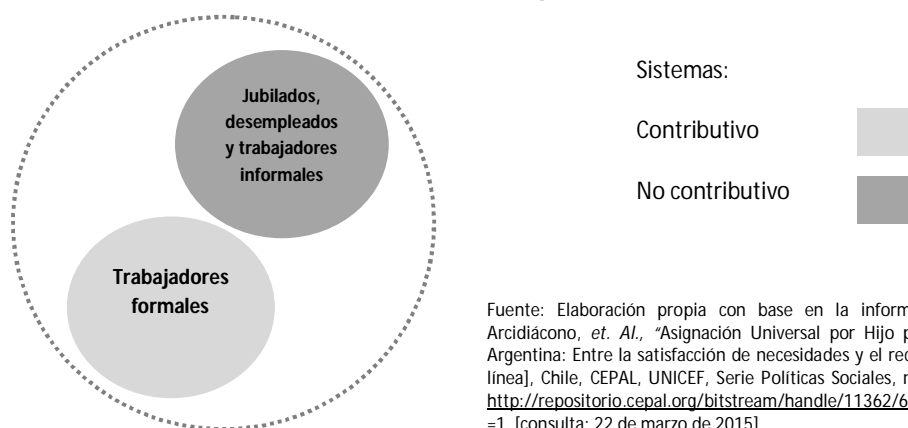 Jubilados,
desempleados
y trabajadores
informales
Trabajadores
formales
Sistemas:
Contributivo
No contributivo
Fuente: Elaboración propia con base en la
Arcidiácono, et. Al., “Asignación Universal por Hijo
Argentina: Entre la satisfacción de necesidades y el
línea], Chile, CEPAL, UNICEF, Serie Políticas Sociales,
http://repositorio.cepal.org/bitstream/handle/11362/6
=1, [consulta: 22 de marzo de 2015]